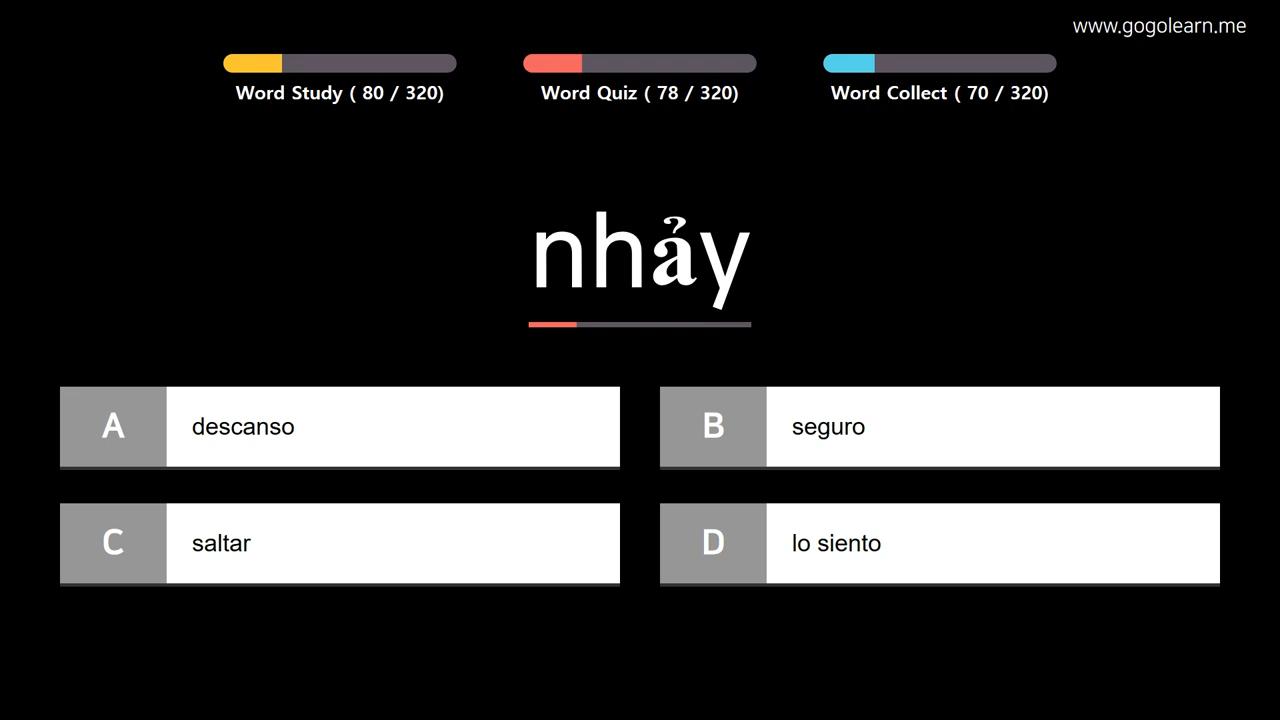 www.gogolearn.me
Word Study ( 80 / 320)
Word Quiz ( 78 / 320)
Word Collect ( 70 / 320)
nhảy
A descanso
B seguro
C saltar
D lo siento